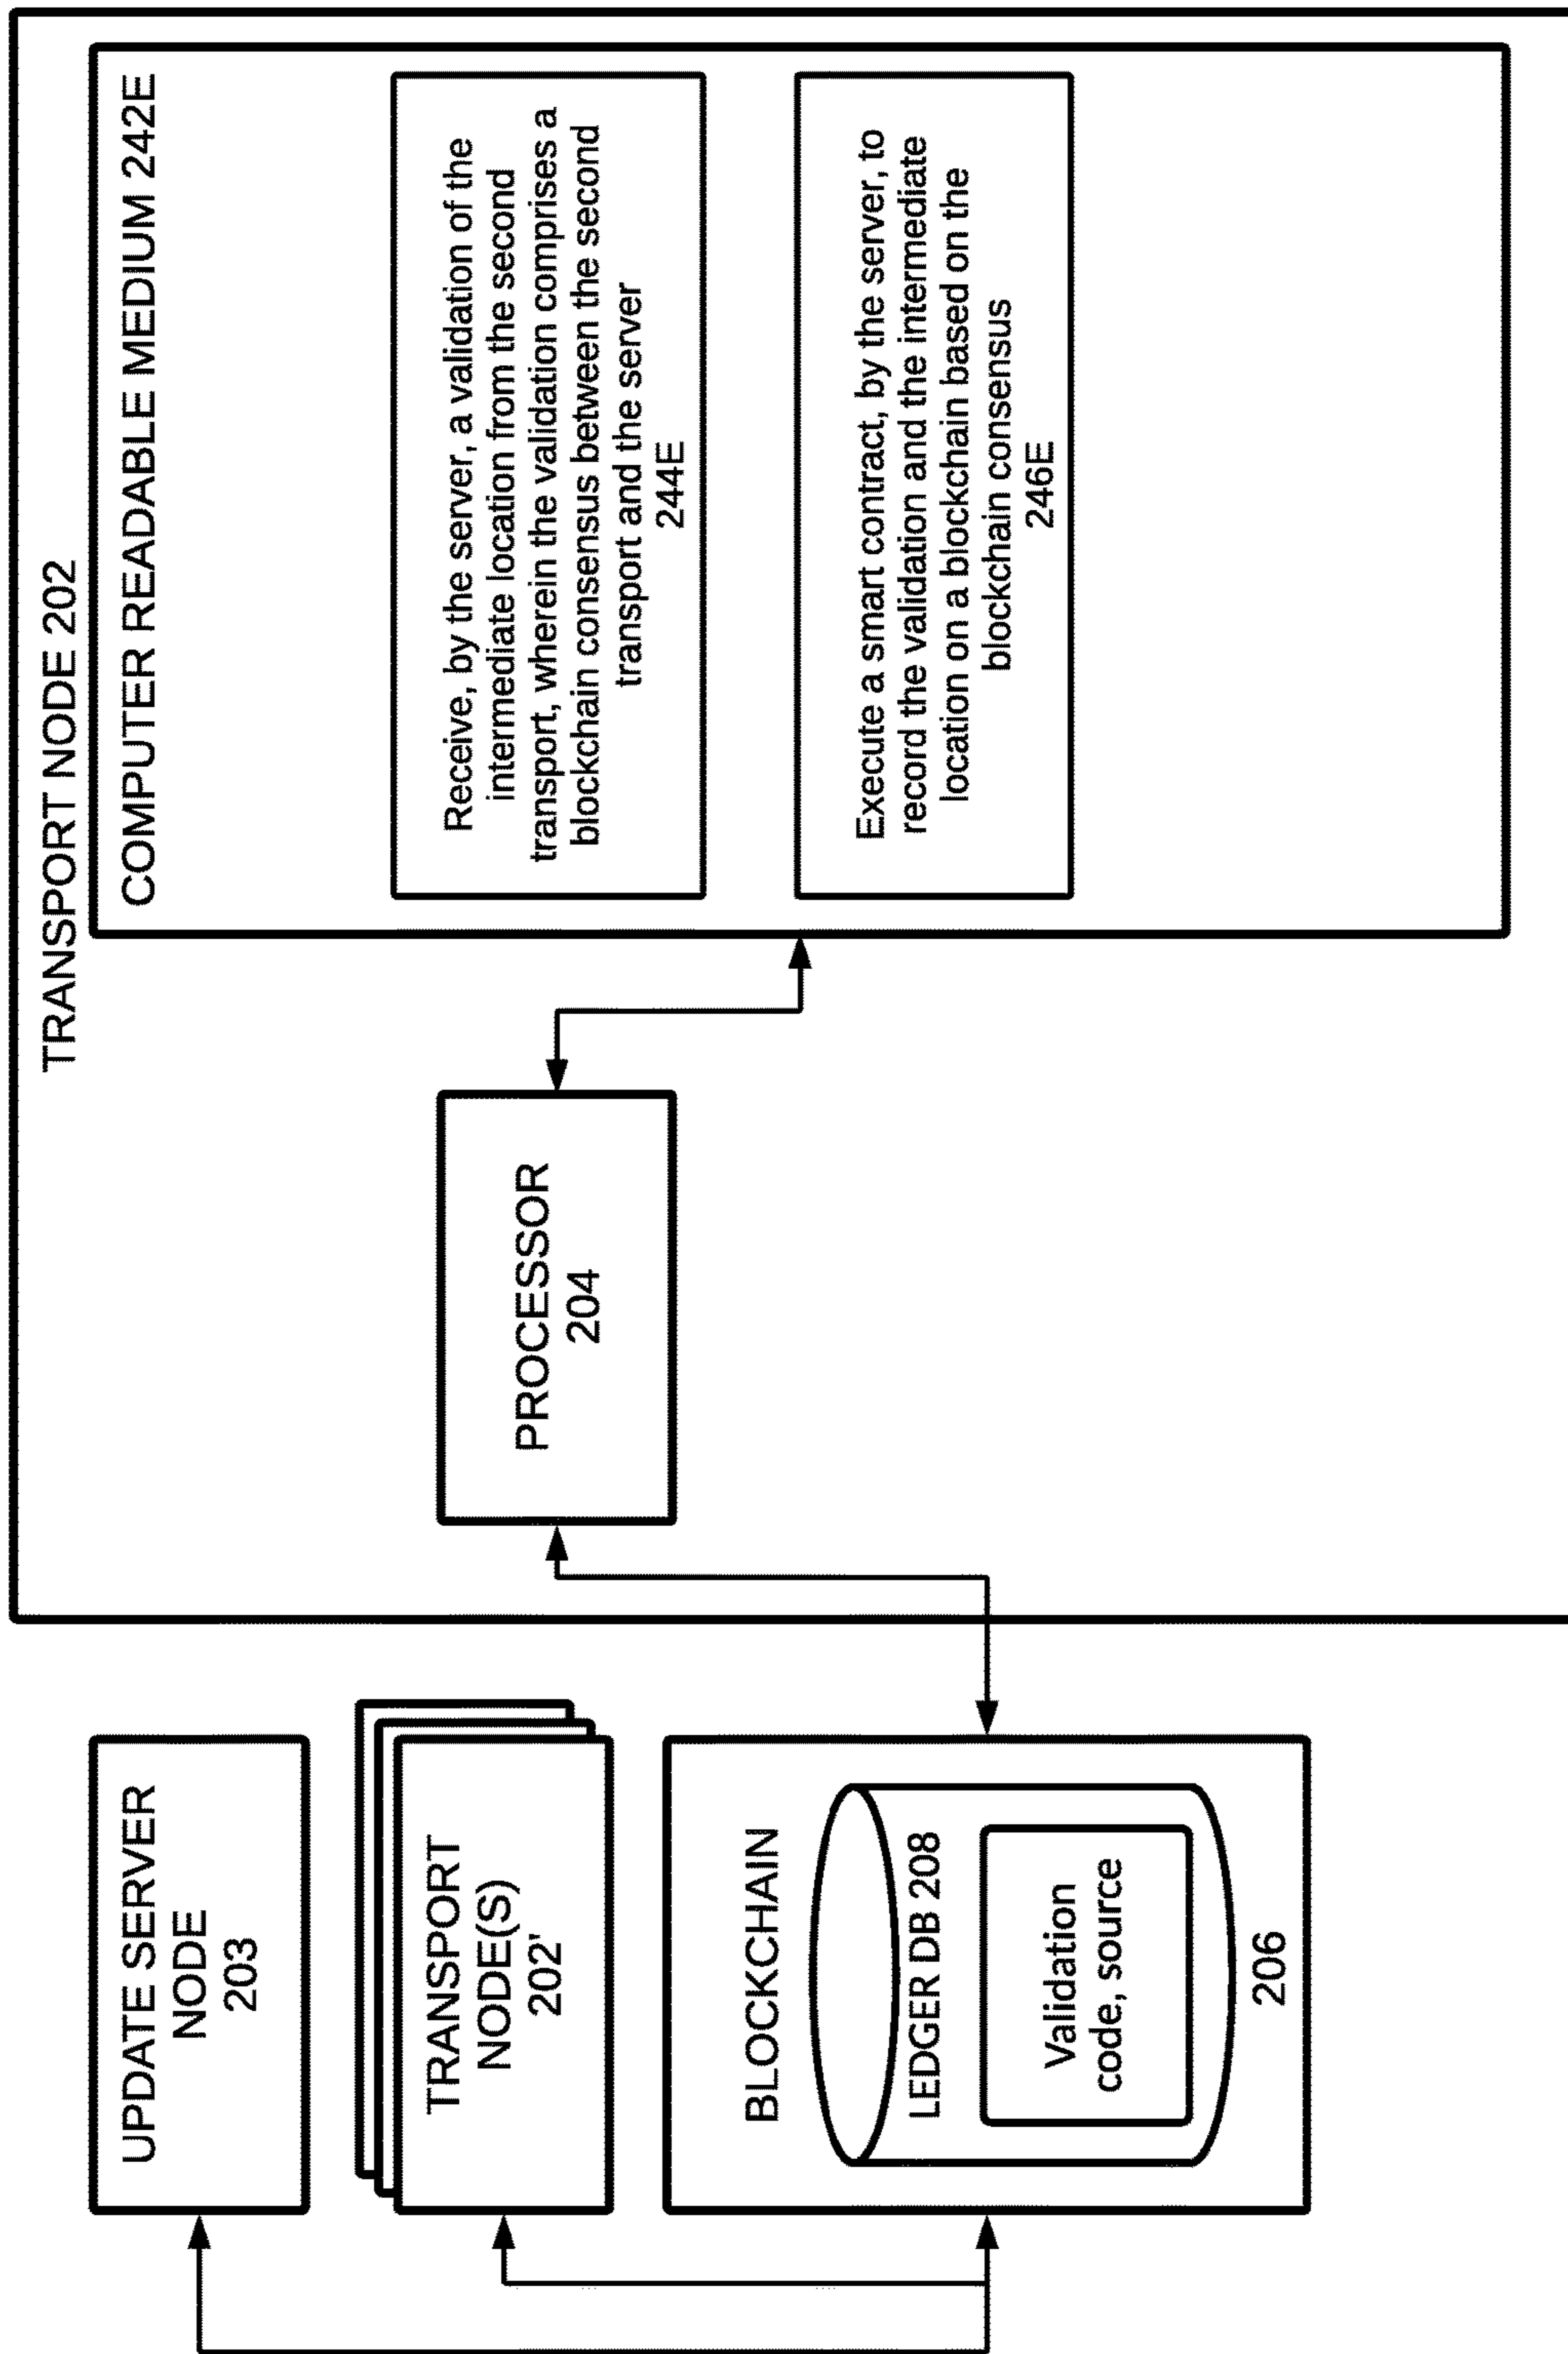 UPDATE SERVER
NODE
203
TRANSPORT
NODE(S)
202'
BLOCKCHAIN
LEDGER DB 208
Validation
code, source
206
TRANSPORT NODE 202
PROCESSOR
204
COMPUTER READABLE MEDIUM 242E
Receive, by the server, a validation of the
intermediate location from the second
transport, wherein the validation comprises a
blockchain consensus between the second
transport and the server
244E
Execute a smart contract, by the server, to
record the validation and the intermediate
location on a blockchain based on the
blockchain consensus
246E